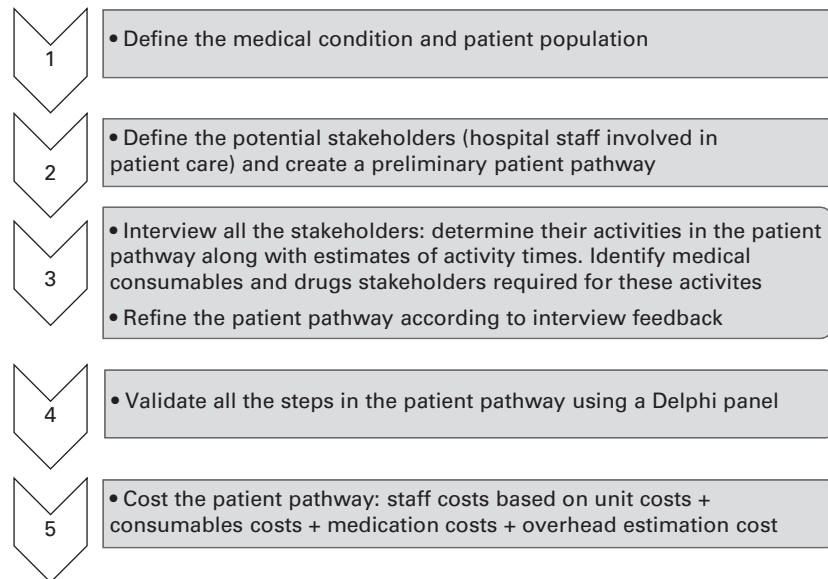 1
• Define the medical condition and patient population
2
• Define the potential stakeholders (hospital staff involved in
patient care) and create a preliminary patient pathway
3
• Interview all the stakeholders: determine their activities in the patient
pathway along with estimates of activity times. Identify medical
consumables and drugs stakeholders required for these activites
• Refine the patient pathway according to interview feedback
4
• Validate all the steps in the patient pathway using a Delphi panel
5
• Cost the patient pathway: staff costs based on unit costs +
consumables costs + medication costs + overhead estimation cost